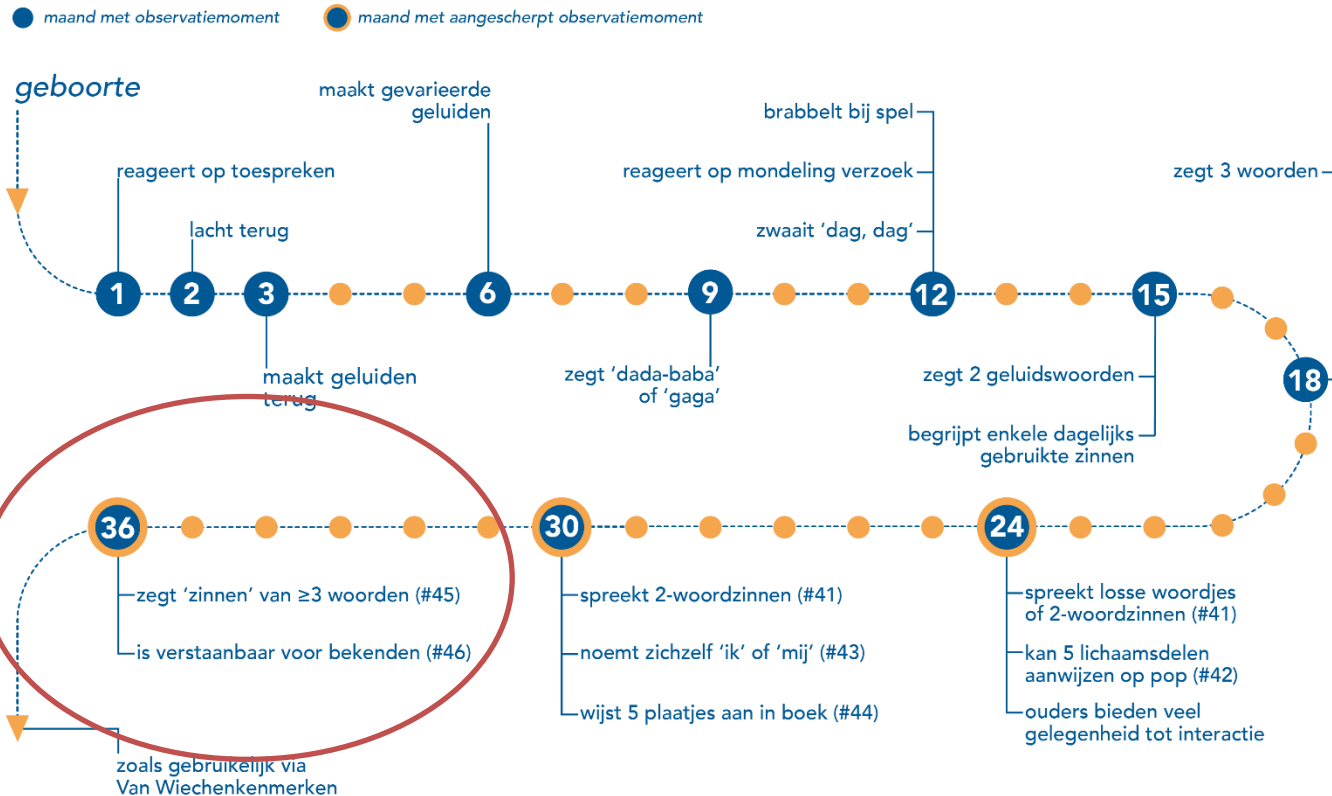 maand met observatiemoment
maand met aangescherpt observatiemoment
geboorte
maakt gevarieerde
geluiden
brabbelt bij spel
reageert op toespreken
reageert op mondeling verzoek
zegt 3 woorden
lacht terug
zwaait ‘dag, dag’
1
2
3
6
9
12
15
18
maakt geluiden
terug
zegt ‘dada-baba’
of ‘gaga’
zegt 2 geluidswoorden
begrijpt enkele dagelijks
gebruikte zinnen
36
30
24
zegt ‘zinnen’ van ≥3 woorden (#45)
is verstaanbaar voor bekenden (#46)
spreekt 2-woordzinnen (#41)
noemt zichzelf ‘ik’ of ‘mij’ (#43)
wijst 5 plaatjes aan in boek (#44)
spreekt losse woordjes
of 2-woordzinnen (#41)
kan 5 lichaamsdelen
aanwijzen op pop (#42)
ouders bieden veel
gelegenheid tot interactie
zoals gebruikelijk via
Van Wiechenkenmerken